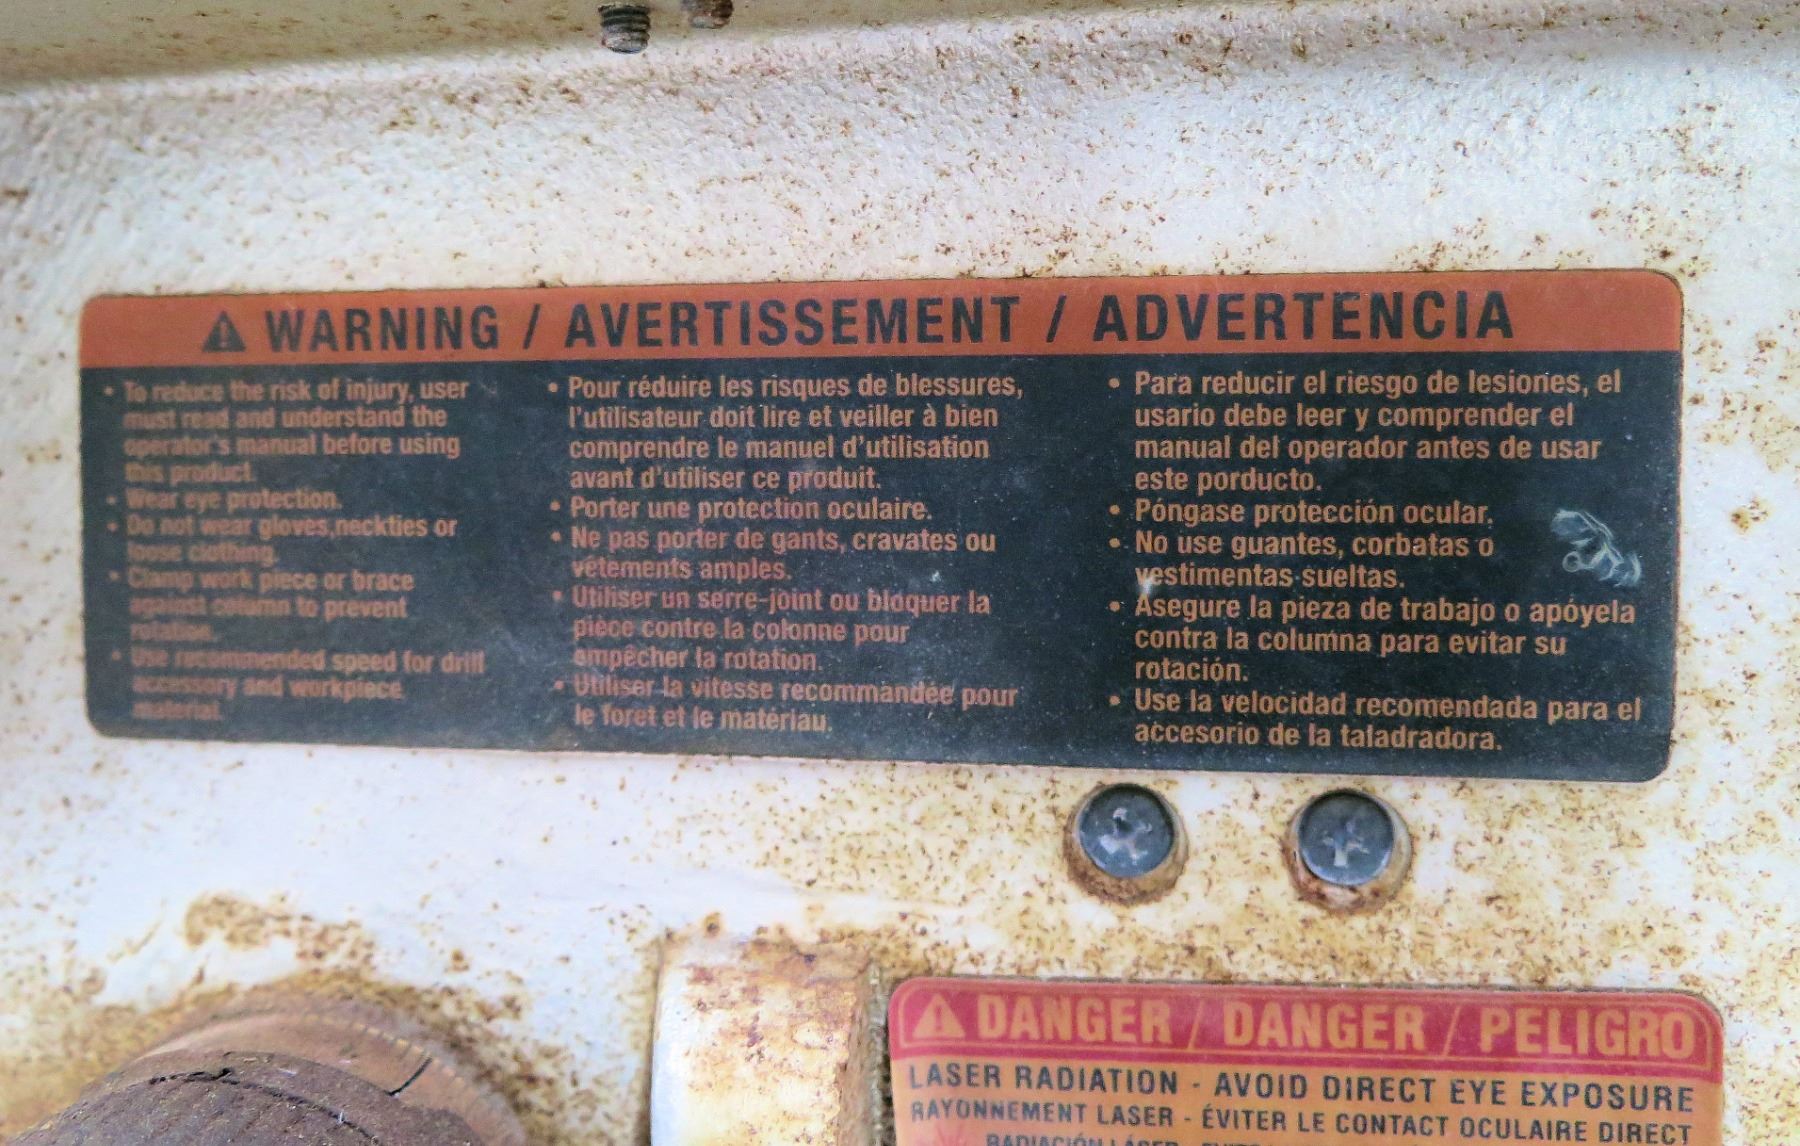 WARNING / AVERTISSEMENT / ADVERTENCIA
• To reduce the risk of injury, user
must read and understand the
operator's manual before using
this product.
• Wear eye protection.
• Do not wear gloves,neckties or
loose clothing.
• Clamp work piece or brace
against column to prevent
rotation.
• Use recommended speed for drill
accessory and workpiece
material.
• Pour réduire les risques de blessures,
l'utilisateur doit lire et veiller à bien
comprendre le manuel d'utilisation
avant d'utiliser ce produit.
• Porter une protection oculaire.
• Ne pas porter de gants, cravates ou
vêtements amples.
• Utiliser un serre-joint ou bloquer la
pièce contre la colonne pour
empêcher la rotation.
• Utiliser la vitesse recommandée pour
le foret et le matériau.
• Para reducir el riesgo de lesiones, el
usario debe leer y comprender el
manual del operador antes de usar
este porducto.
• Póngase protección ocular.
• No use guantes, corbatas o
vestimentas sueltas.
• Asegure la pieza de trabajo o apóyela
contra la columna para evitar su
rotación.
• Use la velocidad recomendada para el
accesorio de la taladradora.
DANGER / DANGER / PELIGRO
LASER RADIATION - AVOID DIRECT EYE EXPOSURE
RAYONNEMENT LASER - ÉVITER LE CONTACT OCULAIRE DIRECT
RADIACIÓN LÁSER